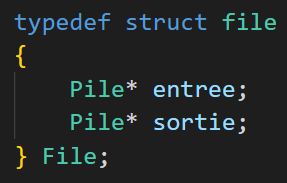 typedef struct file
{
    Pile* entree;
    Pile* sortie;
} File;